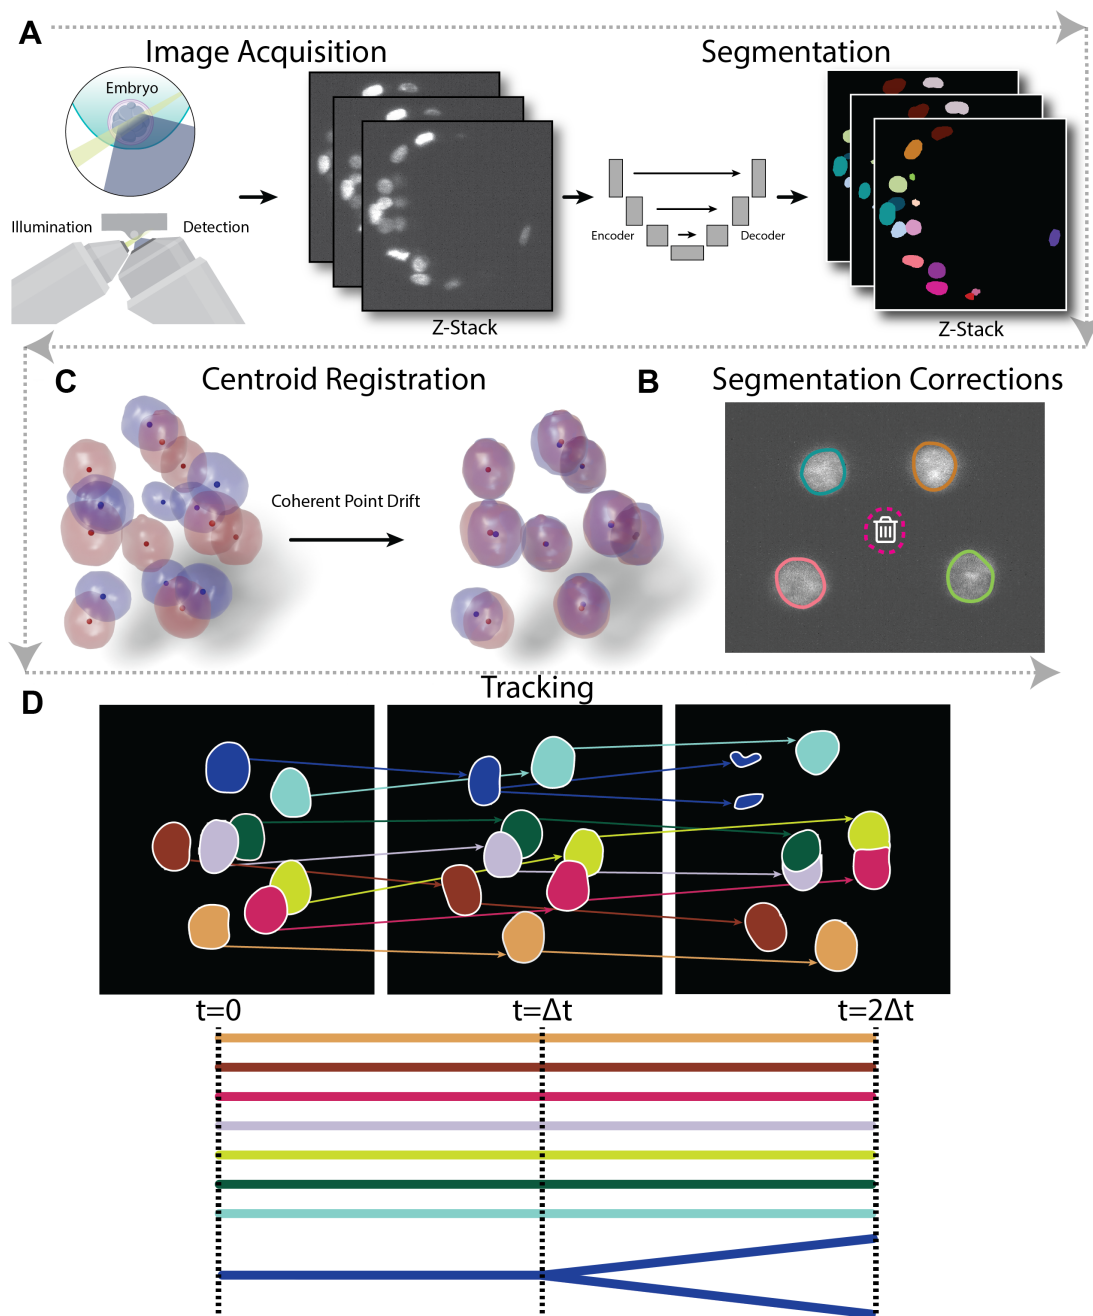 A
Image Acquisition
Segmentation
Embryo
Illumination
Detection
Encoder
Decoder
Z-Stack
Z-Stack
C
Centroid Registration
B
Segmentation Corrections
Coherent Point Drift
Tracking
D
t=0
t=Δt
t=2Δt